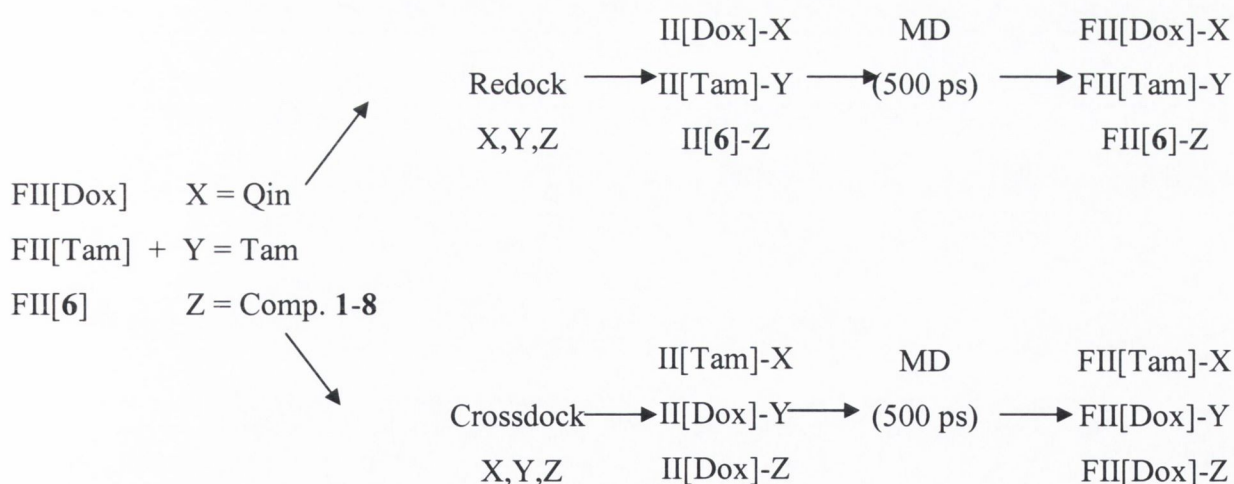 II[Dox]-X MD FII[Dox]-X
Redock II[Tam]-Y (500 ps) FII[Tam]-Y
X,Y,Z II[6]-Z FII[6]-Z
FII[Dox] X = Qin
FII[Tam] + Y = Tam
FII[6] Z = Comp. 1-8
II[Tam]-X MD FII[Tam]-X
Crossdock II[Dox]-Y (500 ps) FII[Dox]-Y
X,Y,Z II[Dox]-Z FII[Dox]-Z